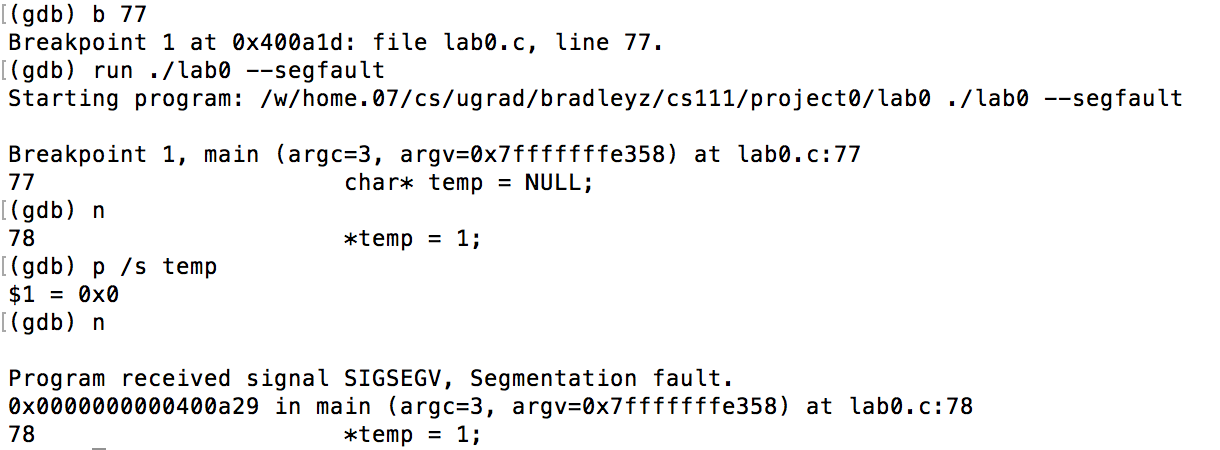 [(gdb) b 77
Breakpoint 1 at 0x400a1d: file lab0.c, line 77.
[(gdb) run ./lab0 --segfault
Starting program: /w/home.07/cs/ugrad/bradleyz/cs111/project0/lab0 ./lab0 --segfault
Breakpoint 1, main (argc=3, argv=0x7fffffffe358) at lab0.c:77
77                      char* temp = NULL;
[(gdb) n
78                      *temp = 1;
[(gdb) p /s temp
$1 = 0x0
[(gdb) n
Program received signal SIGSEGV, Segmentation fault.
0x0000000000400a29 in main (argc=3, argv=0x7fffffffe358) at lab0.c:78
78                      *temp = 1;